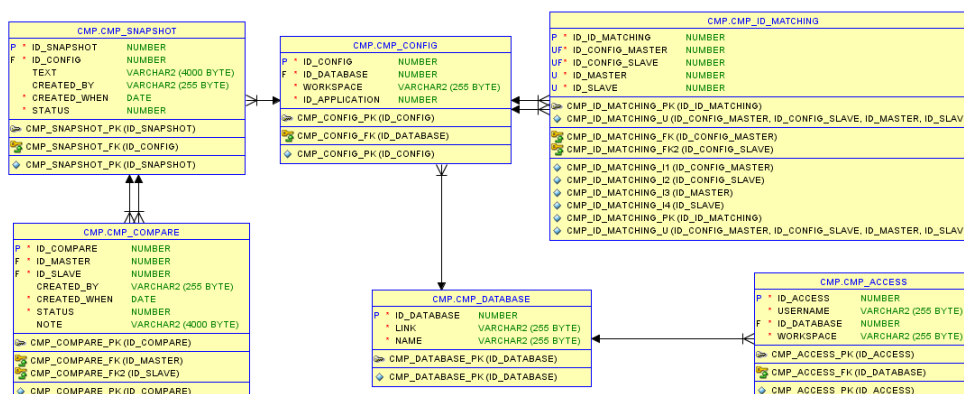 CMP.CMP_SNAPSHOT
P * ID_SNAPSHOT NUMBER
F * ID_CONFIG NUMBER
TEXT VARCHAR2 (4000 BYTE)
CREATED_BY VARCHAR2 (255 BYTE)
* CREATED_WHEN DATE
* STATUS NUMBER
CMP_SNAPSHOT_PK (ID_SNAPSHOT)
CMP_SNAPSHOT_FK (ID_CONFIG)
CMP_SNAPSHOT_PK (ID_SNAPSHOT)
CMP.CMP_CONFIG
P * ID_CONFIG NUMBER
F * ID_DATABASE NUMBER
* WORKSPACE VARCHAR2 (255 BYTE)
* ID_APPLICATION NUMBER
CMP_CONFIG_PK (ID_CONFIG)
CMP_CONFIG_FK (ID_DATABASE)
CMP_CONFIG_PK (ID_CONFIG)
CMP.CMP_ID_MATCHING
P * ID_ID_MATCHING NUMBER
UF* ID_CONFIG_MASTER NUMBER
UF* ID_CONFIG_SLAVE NUMBER
U * ID_MASTER NUMBER
U * ID_SLAVE NUMBER
CMP_ID_MATCHING_PK (ID_ID_MATCHING)
CMP_ID_MATCHING_U (ID_CONFIG_MASTER, ID_CONFIG_SLAVE, ID_MASTER, ID_SLAV
CMP_ID_MATCHING_FK (ID_CONFIG_MASTER)
CMP_ID_MATCHING_FK2 (ID_CONFIG_SLAVE)
CMP_ID_MATCHING_I1 (ID_CONFIG_MASTER)
CMP_ID_MATCHING_I2 (ID_CONFIG_SLAVE)
CMP_ID_MATCHING_I3 (ID_MASTER)
CMP_ID_MATCHING_I4 (ID_SLAVE)
CMP_ID_MATCHING_PK (ID_ID_MATCHING)
CMP_ID_MATCHING_U (ID_CONFIG_MASTER, ID_CONFIG_SLAVE, ID_MASTER, ID_SLAV
CMP.CMP_COMPARE
P * ID_COMPARE NUMBER
F * ID_MASTER NUMBER
F * ID_SLAVE NUMBER
CREATED_BY VARCHAR2 (255 BYTE)
* CREATED_WHEN DATE
* STATUS NUMBER
NOTE VARCHAR2 (4000 BYTE)
CMP_COMPARE_PK (ID_COMPARE)
CMP_COMPARE_FK (ID_MASTER)
CMP_COMPARE_FK2 (ID_SLAVE)
CMP_COMPARE_PK (ID_COMPARE)
CMP.CMP_DATABASE
P * ID_DATABASE NUMBER
* LINK VARCHAR2 (255 BYTE)
* NAME VARCHAR2 (255 BYTE)
CMP_DATABASE_PK (ID_DATABASE)
CMP_DATABASE_PK (ID_DATABASE)
CMP.CMP_ACCESS
P * ID_ACCESS NUMBER
* USERNAME VARCHAR2 (255 BYTE)
F * ID_DATABASE NUMBER
* WORKSPACE VARCHAR2 (255 BYTE)
CMP_ACCESS_PK (ID_ACCESS)
CMP_ACCESS_FK (ID_DATABASE)
CMP_ACCESS_PK (ID_ACCESS)